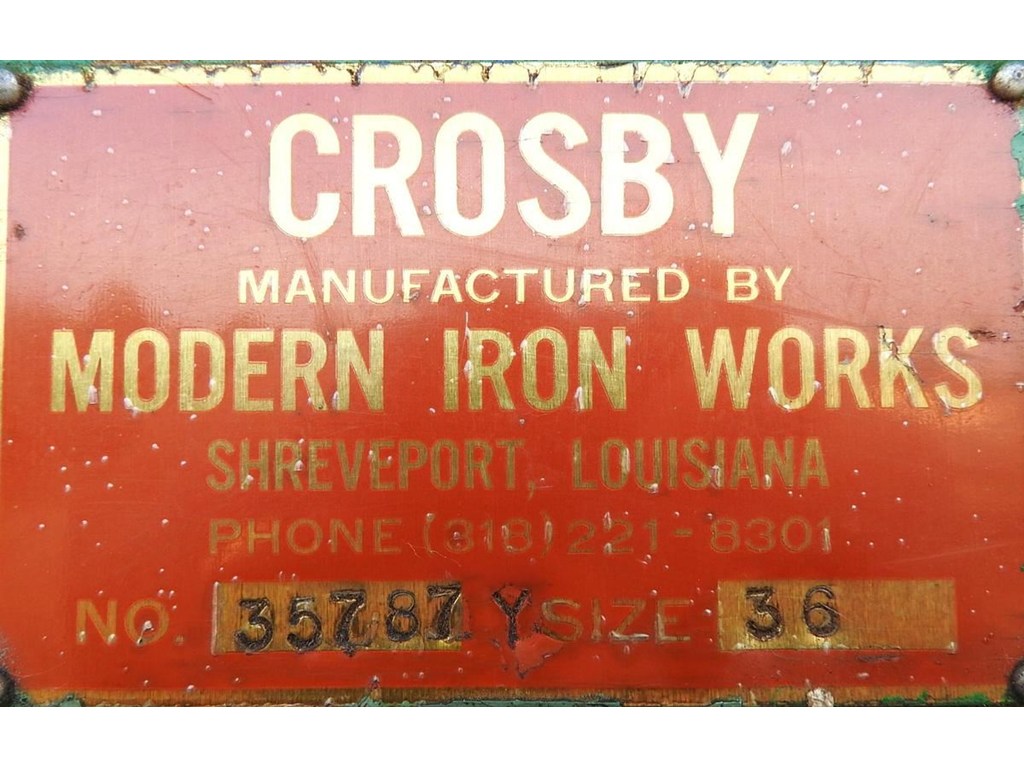 CROSBY
MANUFACTURED BY
MODERN IRON WORKS
SHREVEPORT, LOUISIANA
PHONE (318) 221-8301
NO. 35787 Y SIZE 36